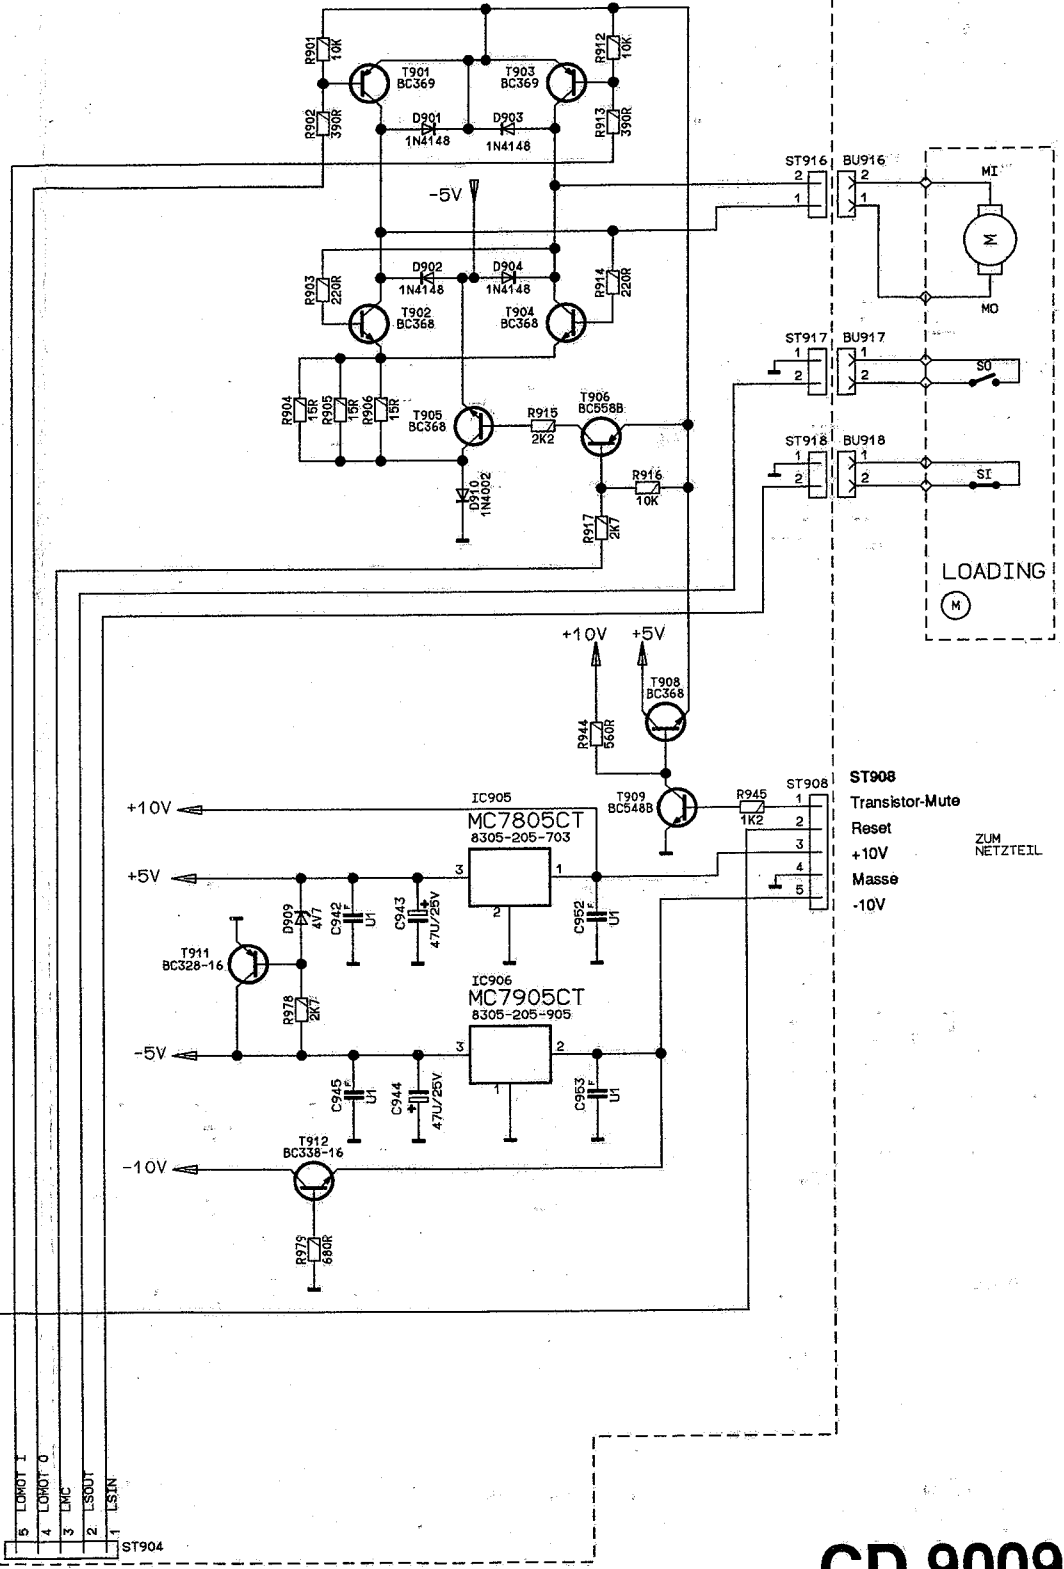 R901
10K
R912
10K
T901
BC369
T903
BC369
R902
390R
R913
390R
D901
1N4148
D903
1N4148
-5V
ST916
BU916
2
1
2
1
MI
M
MO
R903
220R
R914
220R
D902
1N4148
D904
1N4148
T902
BC368
T904
BC368
ST917
BU917
1
2
1
2
SO
R904
15R
R905
15R
R906
15R
T905
BC368
R915
2K2
T906
BC558B
ST918
BU918
1
2
1
2
SI
D910
1N4002
R916
10K
R917
2K7
LOADING
M
+10V
+5V
T908
BC368
R944
560R
T909
BC548B
R945
1K2
ST908
1
2
3
4
5
ST908
Transistor-Mute
Reset
+10V
Masse
-10V
ZUM
NETZTEIL
+10V
IC905
MC7805CT
8305-205-703
3
1
2
+5V
D909
4V7
C942
U1
C943
47U/25V
C952
U1
T911
BC328-16
R978
2K7
IC906
MC7905CT
8305-205-905
3
2
1
-5V
C945
U1
C944
47U/25V
C953
U1
T912
BC338-16
-10V
R979
680R
LOMOT I
LOMOT O
LMC
LSOUT
LSIN
5
4
3
2
1
ST904
CD 9009